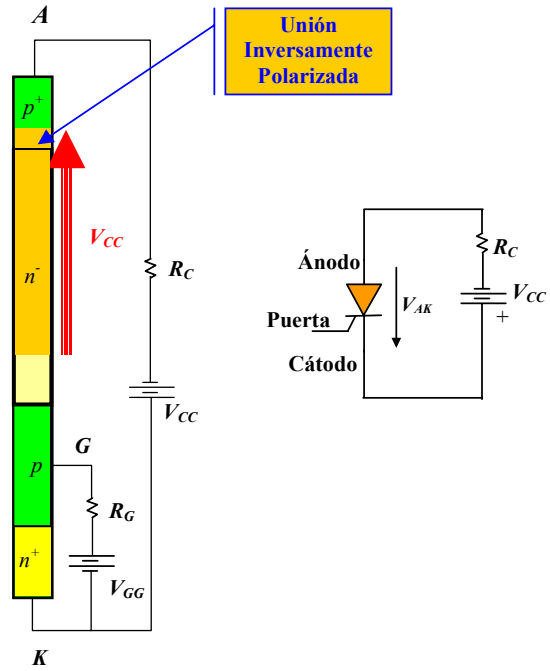 A
Unión
Inversamente
Polarizada
p+
VCC
n-
RC
VCC
G
p
RG
n+
VGG
K
RC
Ánodo
VAK
VCC
Puerta
+
Cátodo